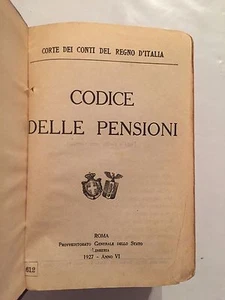 CORTE DEI CONTI DEL REGNO D'ITALIA
CODICE
DELLE PENSIONI
ROMA
PROVVEDITORATO GENERALE DELLO STATO
LIBRERIA
1927 - ANNO VI